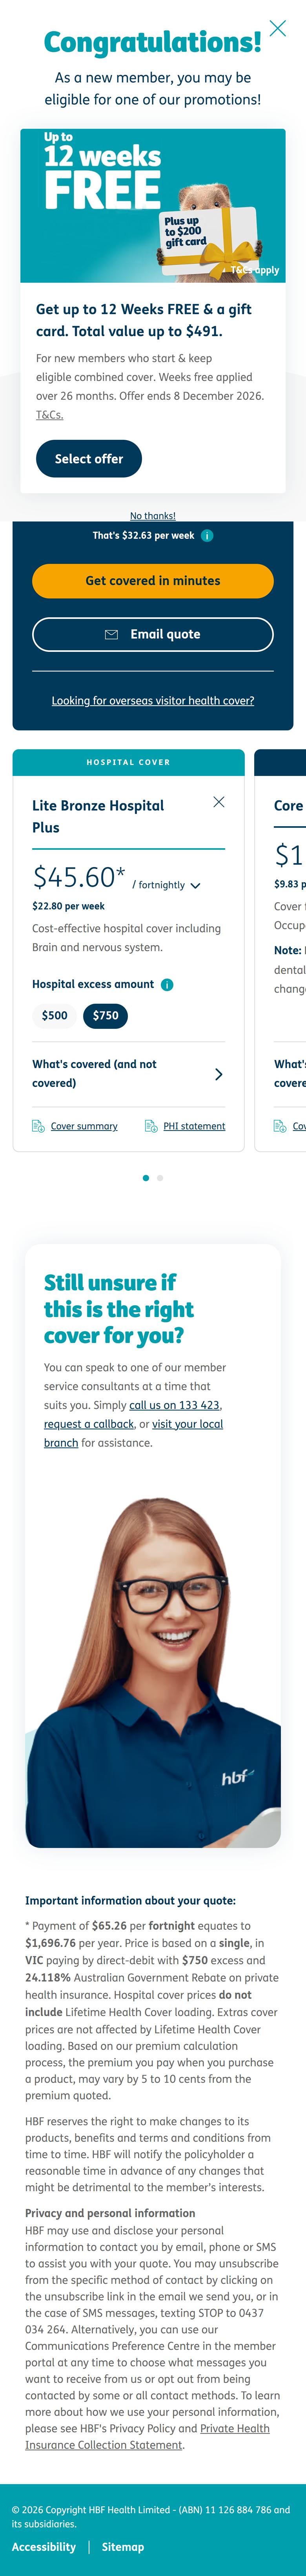 Congratulations!
As a new member, you may be
eligible for one of our promotions!
Up to
12 weeks
FREE
Plus up
to $200
gift card
T&Cs apply
Get up to 12 Weeks FREE & a gift
card. Total value up to $491.
For new members who start & keep
eligible combined cover. Weeks free applied
over 26 months. Offer ends 8 December 2026.
T&Cs.
Select offer
No thanks!
That's $32.63 per week
Get covered in minutes
Email quote
Looking for overseas visitor health cover?
HOSPITAL COVER
Lite Bronze Hospital
Plus
$45.60* / fortnightly
$22.80 per week
Cost-effective hospital cover including
Brain and nervous system.
Hospital excess amount
$500 $750
What's covered (and not
covered)
Cover summary PHI statement
Core
$1
$9.83 p
Cover
Occup
Note:
dental
chang
What's
covere
Cov
Still unsure if
this is the right
cover for you?
You can speak to one of our member
service consultants at a time that
suits you. Simply call us on 133 423,
request a callback, or visit your local
branch for assistance.
hbf
Important information about your quote:
* Payment of $65.26 per fortnight equates to
$1,696.76 per year. Price is based on a single, in
VIC paying by direct-debit with $750 excess and
24.118% Australian Government Rebate on private
health insurance. Hospital cover prices do not
include Lifetime Health Cover loading. Extras cover
prices are not affected by Lifetime Health Cover
loading. Based on our premium calculation
process, the premium you pay when you purchase
a product, may vary by 5 to 10 cents from the
premium quoted.
HBF reserves the right to make changes to its
products, benefits and terms and conditions from
time to time. HBF will notify the policyholder a
reasonable time in advance of any changes that
might be detrimental to the member's interests.
Privacy and personal information
HBF may use and disclose your personal
information to contact you by email, phone or SMS
to assist you with your quote. You may unsubscribe
from the specific method of contact by clicking on
the unsubscribe link in the email we send you, or in
the case of SMS messages, texting STOP to 0437
034 264. Alternatively, you can use our
Communications Preference Centre in the member
portal at any time to choose what messages you
want to receive from us or opt out from being
contacted by some or all contact methods. To learn
more about how we use your personal information,
please see HBF's Privacy Policy and Private Health
Insurance Collection Statement.
© 2026 Copyright HBF Health Limited - (ABN) 11 126 884 786 and
its subsidiaries.
Accessibility | Sitemap